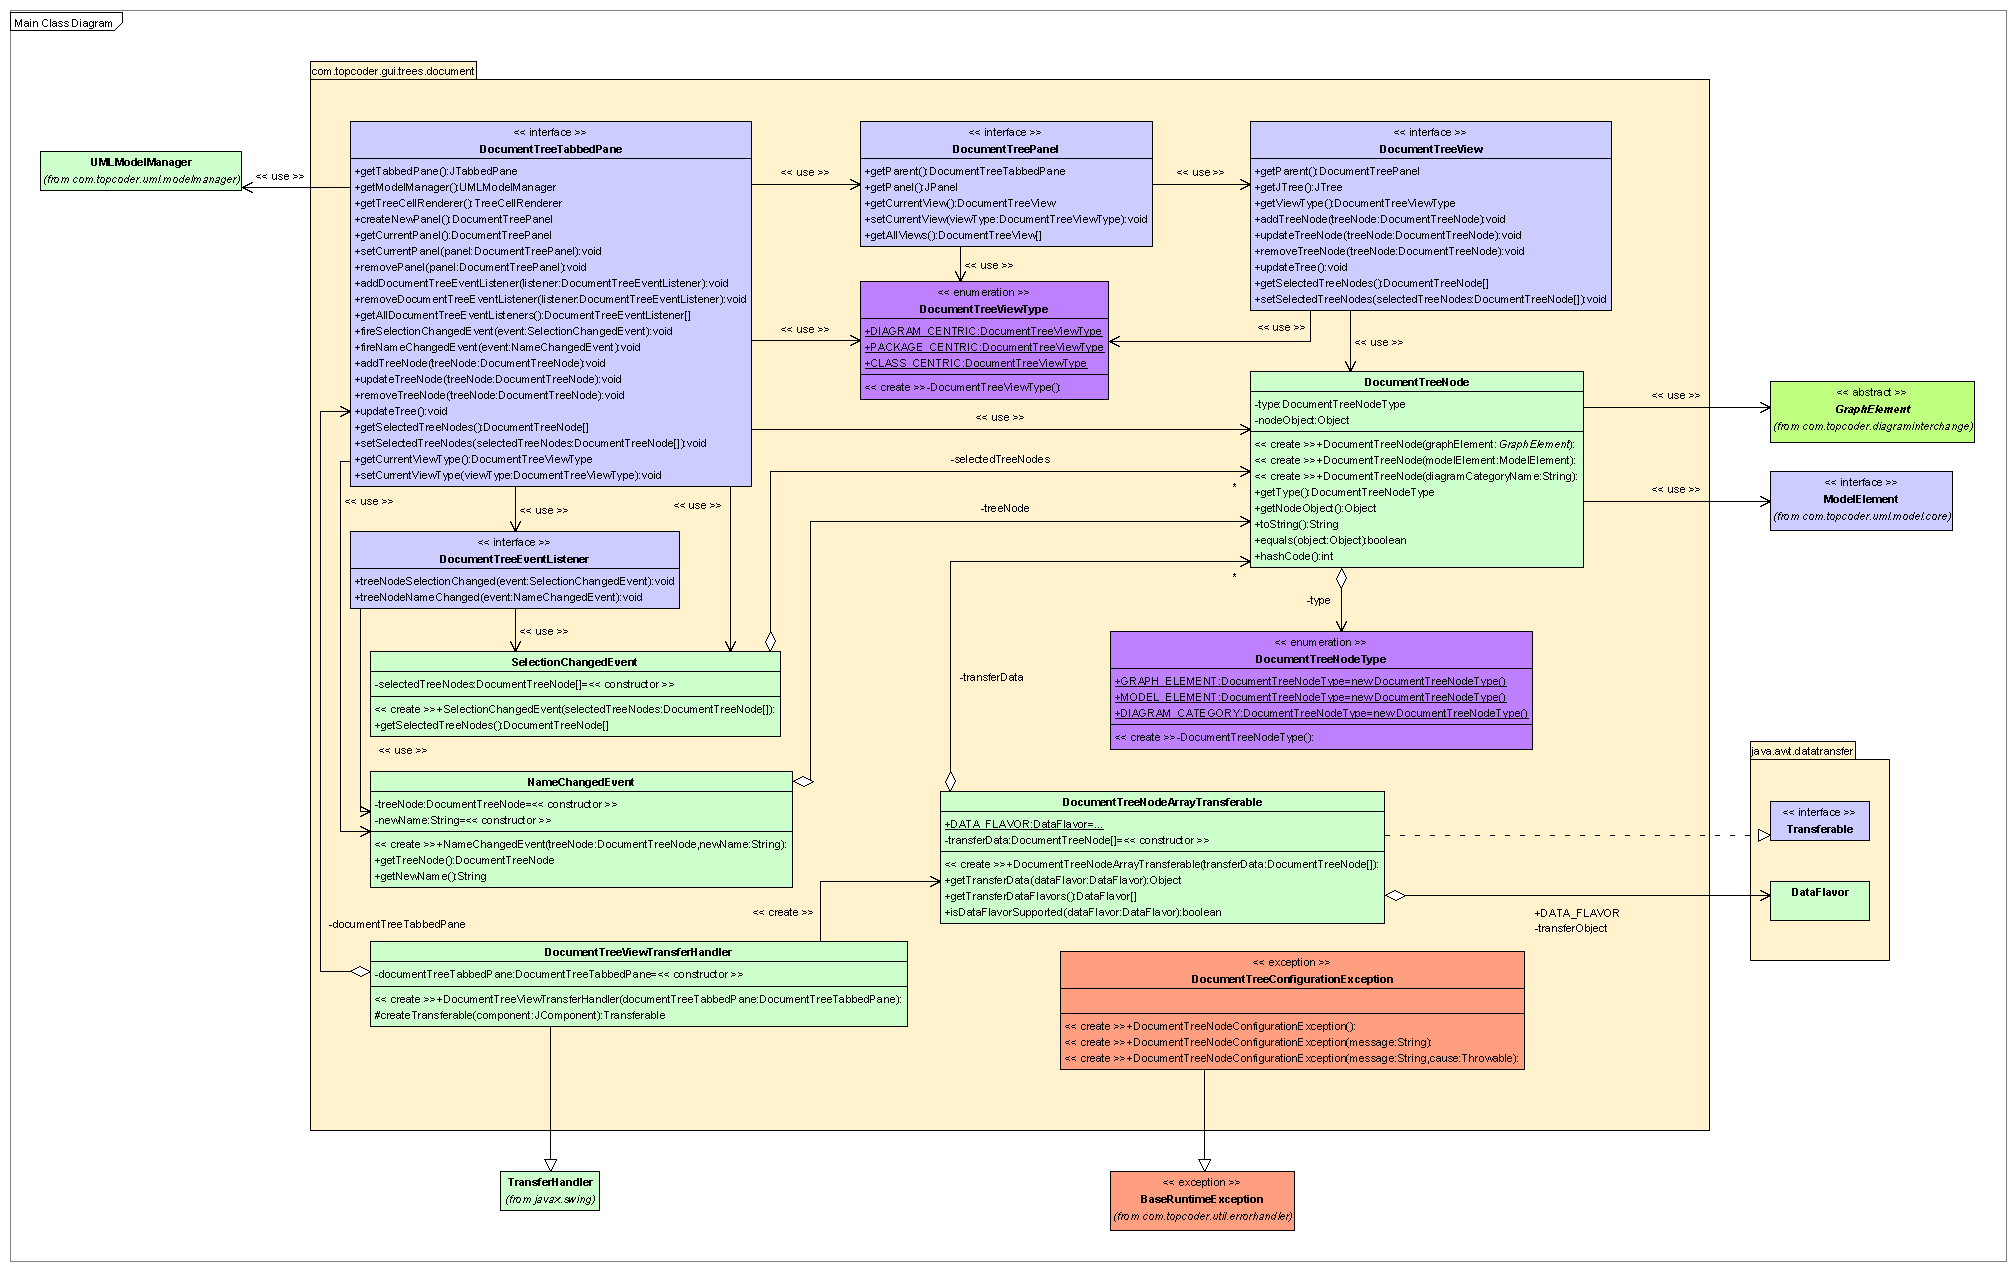 Main Class Diagram
com.topcoder.gui.trees.document
UMLModelManager
(from com.topcoder.uml.modelmanager)
<< use >>
<< interface >>
DocumentTreeTabbedPane
+getTabbedPane():JTabbedPane
+getModelManager():UMLModelManager
+getTreeCellRenderer():TreeCellRenderer
+createNewPanel():DocumentTreePanel
+getCurrentPanel():DocumentTreePanel
+setCurrentPanel(panel:DocumentTreePanel):void
+removePanel(panel:DocumentTreePanel):void
+addDocumentTreeEventListener(listener:DocumentTreeEventListener):void
+removeDocumentTreeEventListener(listener:DocumentTreeEventListener):void
+getAllDocumentTreeEventListeners():DocumentTreeEventListener[]
+fireSelectionChangedEvent(event:SelectionChangedEvent):void
+fireNameChangedEvent(event:NameChangedEvent):void
+addTreeNode(treeNode:DocumentTreeNode):void
+updateTreeNode(treeNode:DocumentTreeNode):void
+removeTreeNode(treeNode:DocumentTreeNode):void
+updateTree():void
+getSelectedTreeNodes():DocumentTreeNode[]
+setSelectedTreeNodes(selectedTreeNodes:DocumentTreeNode[]):void
+getCurrentViewType():DocumentTreeViewType
+setCurrentViewType(viewType:DocumentTreeViewType):void
<< use >>
<< interface >>
DocumentTreePanel
+getParent():DocumentTreeTabbedPane
+getPanel():JPanel
+getCurrentView():DocumentTreeView
+setCurrentView(viewType:DocumentTreeViewType):void
+getAllViews():DocumentTreeView[]
<< use >>
<< interface >>
DocumentTreeView
+getParent():DocumentTreePanel
+getJTree():JTree
+getViewType():DocumentTreeViewType
+addTreeNode(treeNode:DocumentTreeNode):void
+updateTreeNode(treeNode:DocumentTreeNode):void
+removeTreeNode(treeNode:DocumentTreeNode):void
+updateTree():void
+getSelectedTreeNodes():DocumentTreeNode[]
+setSelectedTreeNodes(selectedTreeNodes:DocumentTreeNode[]):void
<< use >>
<< use >>
<< use >>
<< use >>
<< enumeration >>
DocumentTreeViewType
+DIAGRAM_CENTRIC:DocumentTreeViewType
+PACKAGE_CENTRIC:DocumentTreeViewType
+CLASS_CENTRIC:DocumentTreeViewType
<< create >>-DocumentTreeViewType():
<< use >>
DocumentTreeNode
-type:DocumentTreeNodeType
-nodeObject:Object
<< create >>+DocumentTreeNode(graphElement: GraphElement):
<< create >>+DocumentTreeNode(modelElement:ModelElement):
<< create >>+DocumentTreeNode(diagramCategoryName:String):
+getType():DocumentTreeNodeType
+getNodeObject():Object
+toString():String
+equals(object:Object):boolean
+hashCode():int
<< use >>
<< abstract >>
GraphElement
(from com.topcoder.diagraminterchange)
<< use >>
<< interface >>
ModelElement
(from com.topcoder.uml.model.core)
-selectedTreeNodes
*
-treeNode
*
<< use >>
<< use >>
<< use >>
<< interface >>
DocumentTreeEventListener
+treeNodeSelectionChanged(event:SelectionChangedEvent):void
+treeNodeNameChanged(event:NameChangedEvent):void
<< use >>
-type
<< enumeration >>
DocumentTreeNodeType
+GRAPH_ELEMENT:DocumentTreeNodeType=new DocumentTreeNodeType()
+MODEL_ELEMENT:DocumentTreeNodeType=new DocumentTreeNodeType()
+DIAGRAM_CATEGORY:DocumentTreeNodeType=new DocumentTreeNodeType()
<< create >>-DocumentTreeNodeType():
SelectionChangedEvent
-selectedTreeNodes:DocumentTreeNode[]=<< constructor >>
<< create >>+SelectionChangedEvent(selectedTreeNodes:DocumentTreeNode[]):
+getSelectedTreeNodes():DocumentTreeNode[]
-transferData
<< use >>
NameChangedEvent
-treeNode:DocumentTreeNode=<< constructor >>
-newName:String=<< constructor >>
<< create >>+NameChangedEvent(treeNode:DocumentTreeNode,newName:String):
+getTreeNode():DocumentTreeNode
+getNewName():String
DocumentTreeNodeArrayTransferable
+DATA_FLAVOR:DataFlavor=...
-transferData:DocumentTreeNode[]=<< constructor >>
<< create >>+DocumentTreeNodeArrayTransferable(transferData:DocumentTreeNode[]):
+getTransferData(dataFlavor:DataFlavor):Object
+getTransferDataFlavors():DataFlavor[]
+isDataFlavorSupported(dataFlavor:DataFlavor):boolean
java.awt.datatransfer
<< interface >>
Transferable
DataFlavor
+DATA_FLAVOR
-transferObject
<< create >>
-documentTreeTabbedPane
DocumentTreeViewTransferHandler
-documentTreeTabbedPane:DocumentTreeTabbedPane=<< constructor >>
<< create >>+DocumentTreeViewTransferHandler(documentTreeTabbedPane:DocumentTreeTabbedPane):
#createTransferable(component:JComponent):Transferable
<< exception >>
DocumentTreeConfigurationException
<< create >>+DocumentTreeNodeConfigurationException():
<< create >>+DocumentTreeNodeConfigurationException(message:String):
<< create >>+DocumentTreeNodeConfigurationException(message:String,cause:Throwable):
TransferHandler
(from javax.swing)
<< exception >>
BaseRuntimeException
(from com.topcoder.util.errorhandler)